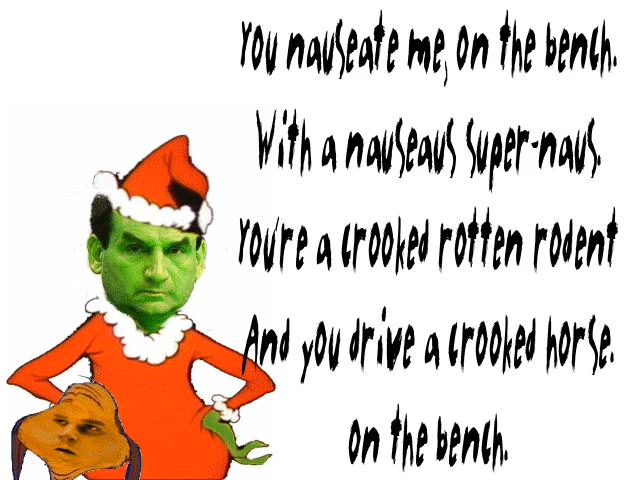 You nauseate me, on the bench.
With a nauseaus super-naus.
You're a crooked rotten rodent
And you drive a crooked horse.
on the bench.